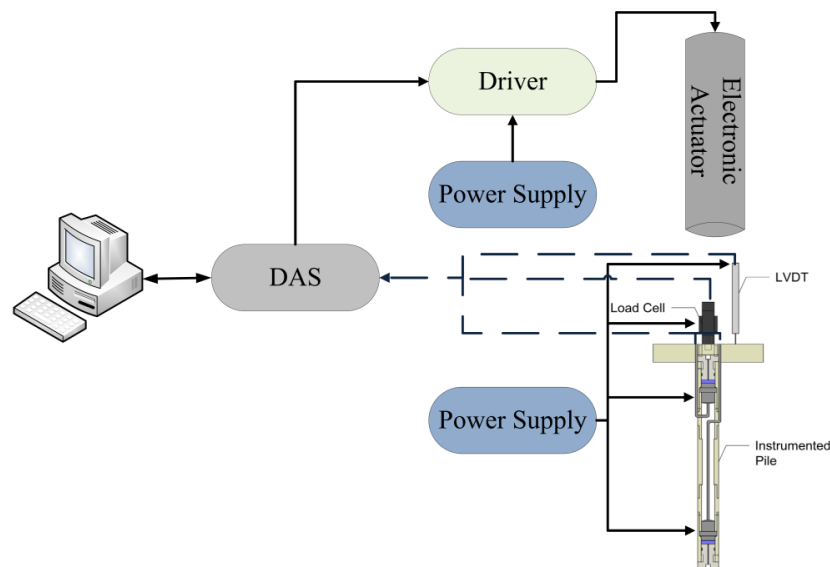 Driver
Electronic
Actuator
Power Supply
DAS
LVDT
Load Cell
Power Supply
Instrumented
Pile